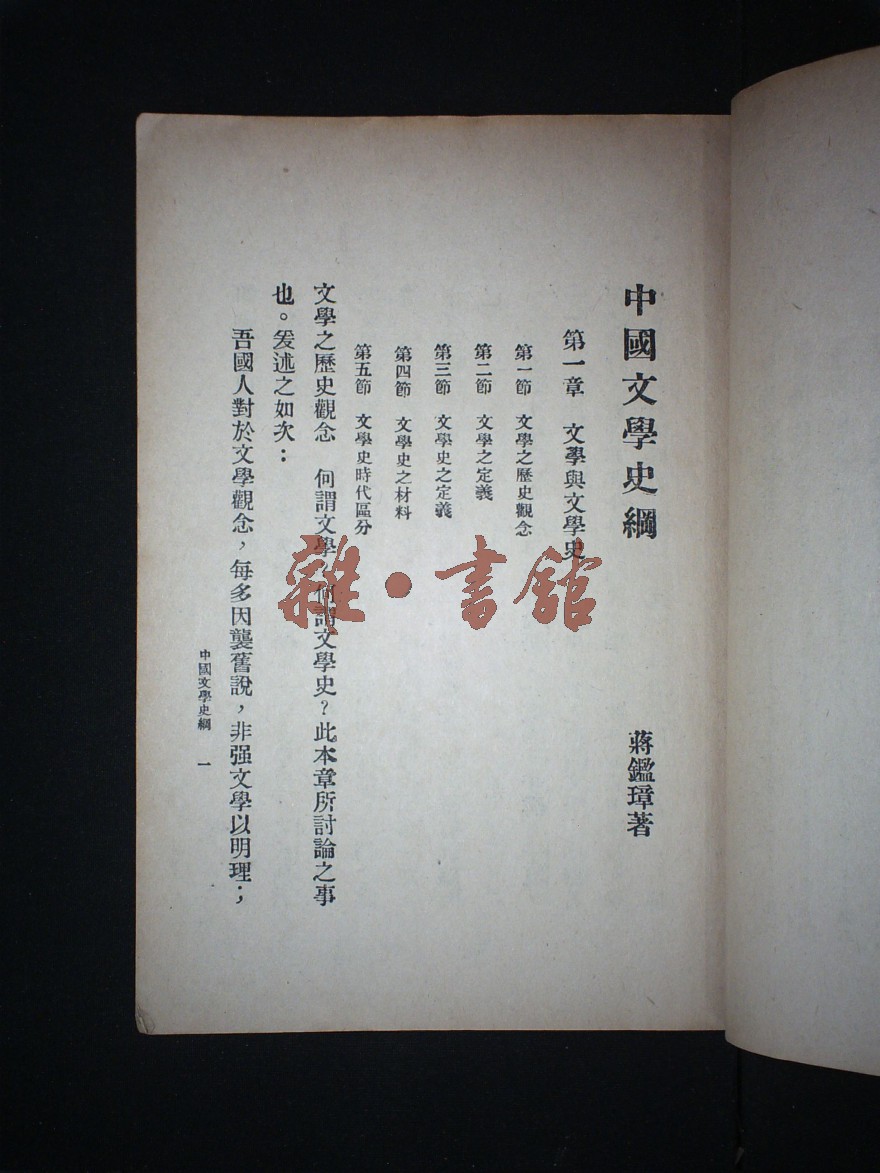 中國文學史綱
蔣鑑璋著
第一章 文學與文學史
第一節 文學之歷史觀念
第二節 文學之定義
第三節 文學史之定義
第四節 文學史之材料
第五節 文學史時代區分
文學之歷史觀念 何謂文學 何謂文學史？此本章所討論之事
也。爰述之如次：
吾國人對於文學觀念，每多因襲舊說，非强文學以明理；
中國文學史綱 一
雜·書館